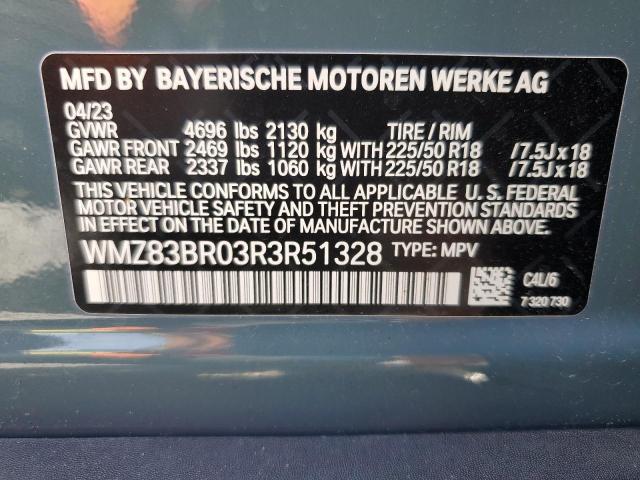 MFD BY BAYERISCHE MOTOREN WERKE AG
04/23
GVWR 4696 lbs 2130 kg TIRE / RIM
GAWR FRONT 2469 lbs 1120 kg WITH 225/50 R18 /7.5J x 18
GAWR REAR 2337 lbs 1060 kg WITH 225/50 R18 /7.5J x 18
THIS VEHICLE CONFORMS TO ALL APPLICABLE U. S. FEDERAL
MOTOR VEHICLE SAFETY AND THEFT PREVENTION STANDARDS
IN EFFECT ON THE DATE OF MANUFACTURE SHOWN ABOVE.
WMZ83BR03R3R51328 TYPE: MPV
C4L/6
7 320 730